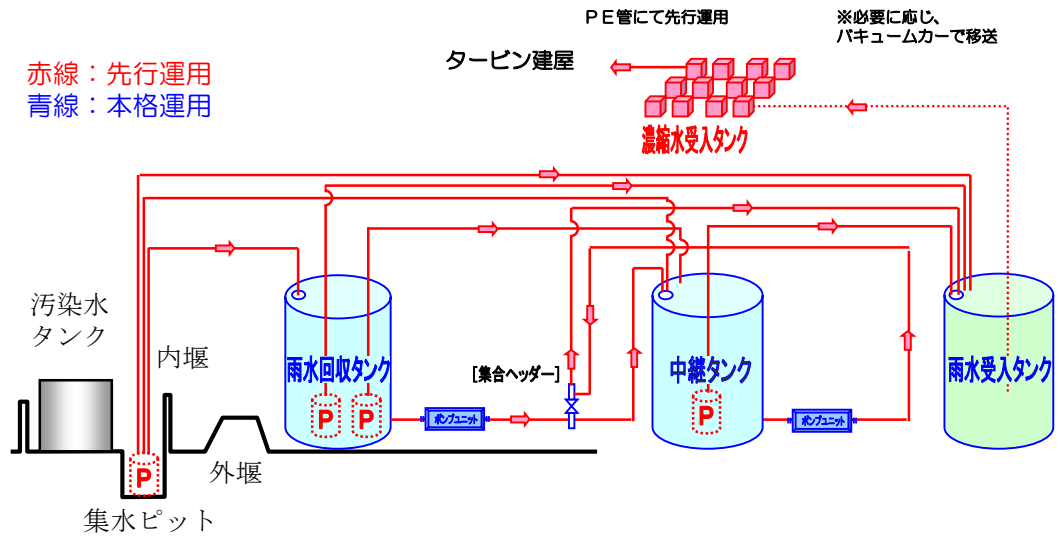 PE管にて先行運用
※必要に応じ、
バキュームカーで移送
タービン建屋
赤線：先行運用
青線：本格運用
濃縮水受入タンク
汚染水
タンク
内堰
雨水回収タンク
[集合ヘッダー]
中継タンク
雨水受入タンク
P
P
P
ポンプユニット
ポンプユニット
P
外堰
集水ピット